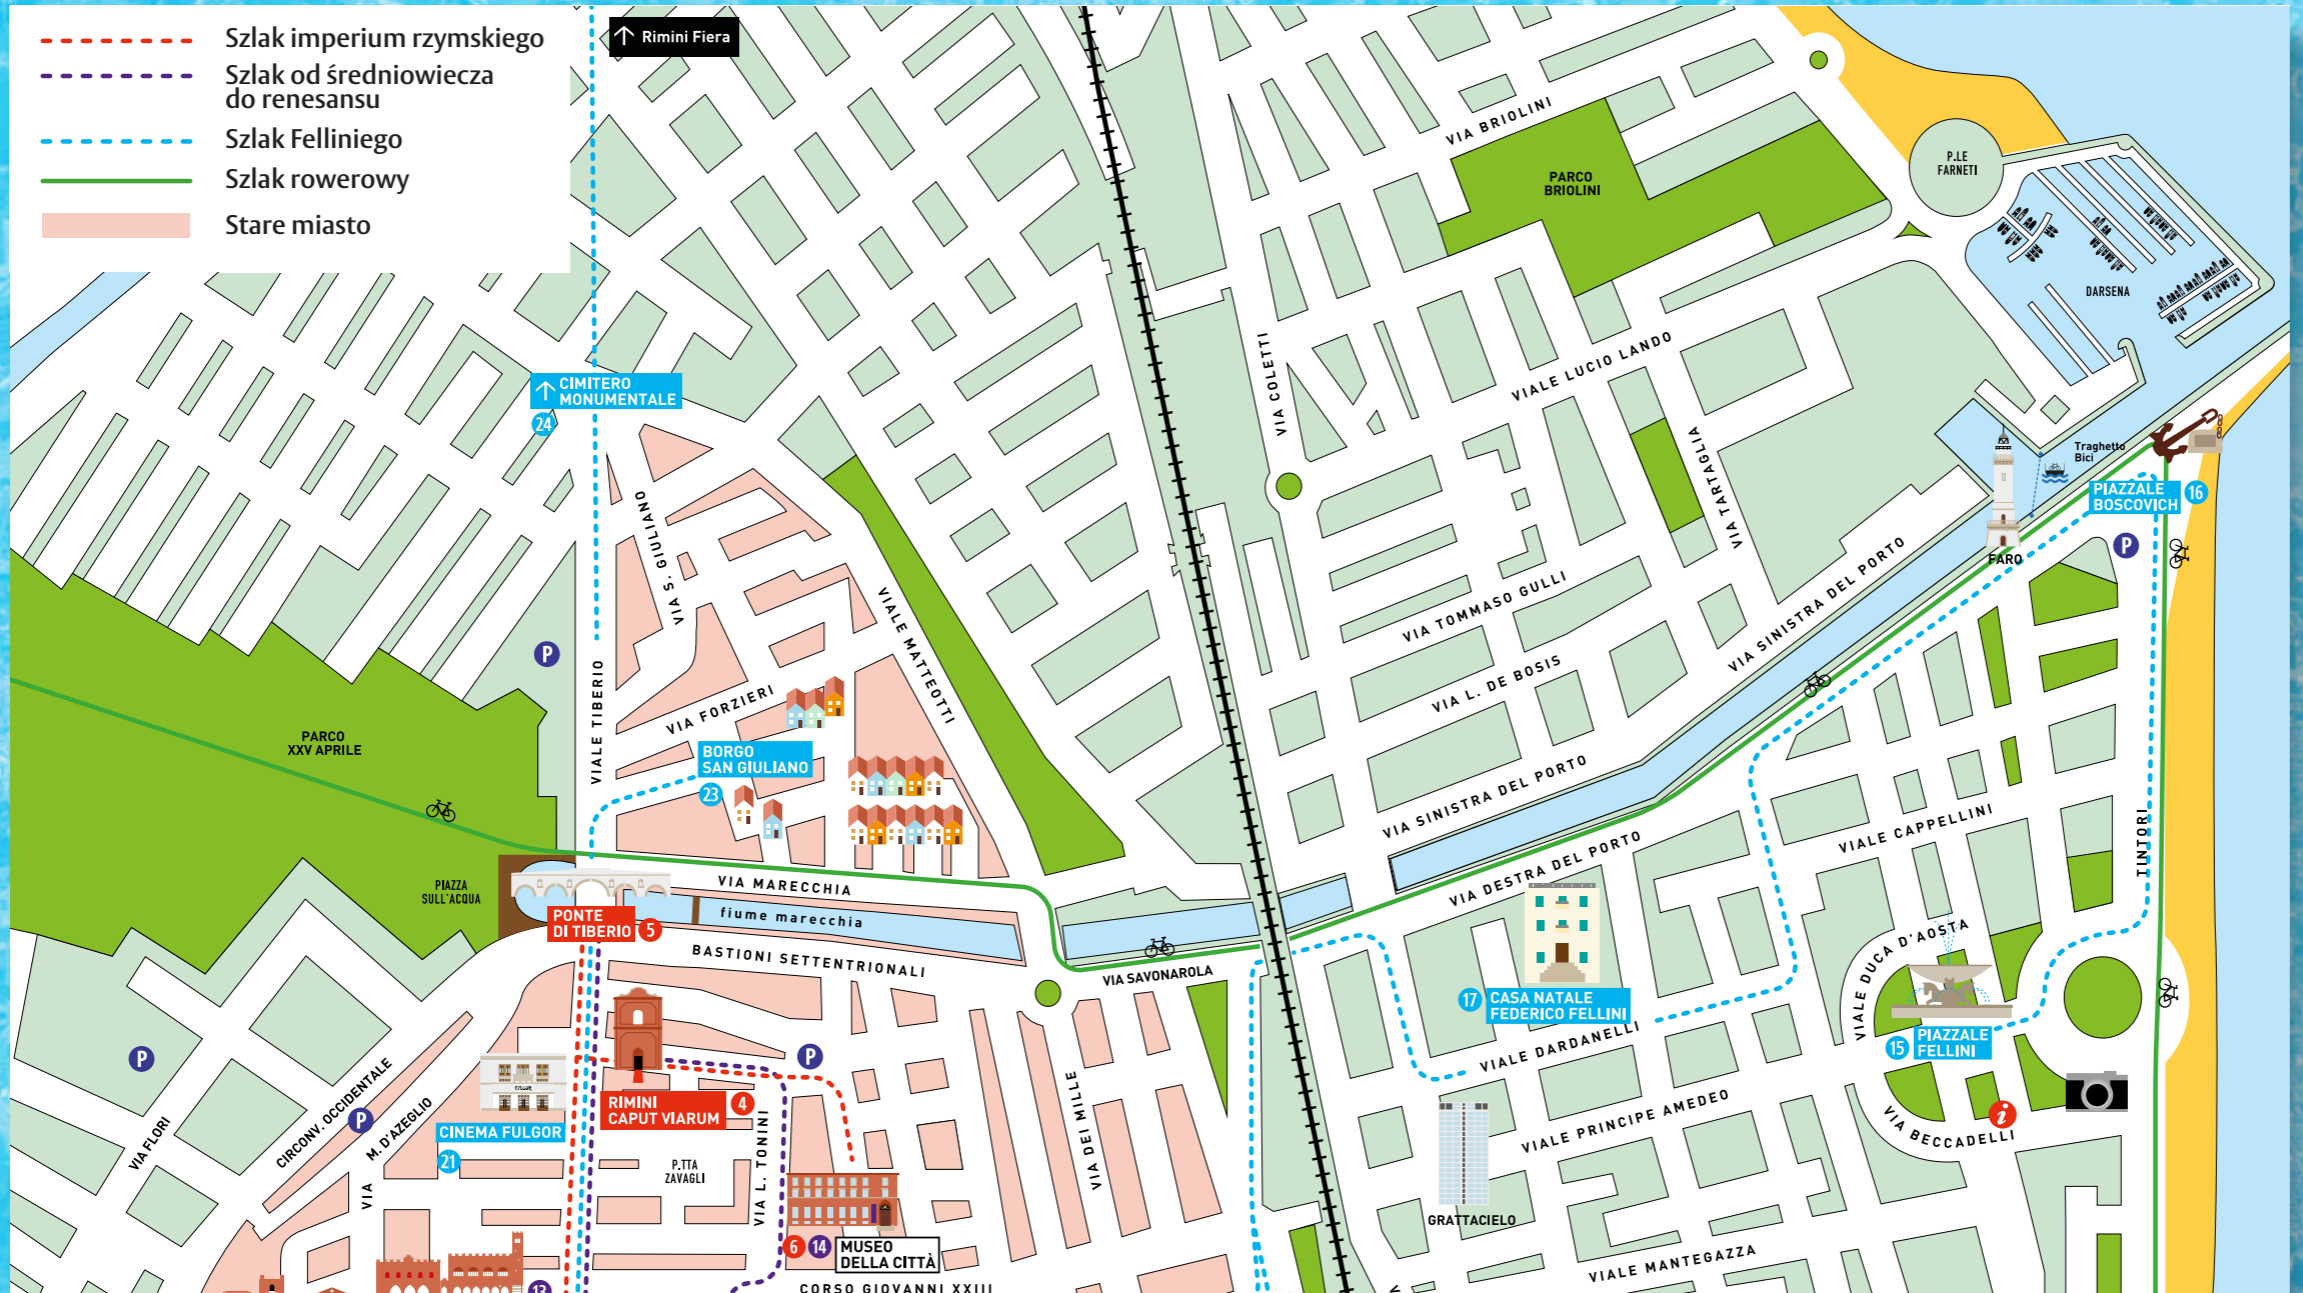 Szlak imperium rzymskiego
Szlak od średniowiecza
do renesansu
Szlak Felliniego
Szlak rowerowy
Stare miasto
↑ Rimini Fiera
VIA BRIOLINI
PARCO
BRIOLINI
P.LE
FARNETI
DARSENA
VIA COLETTI
VIALE LUCIO LANDO
↑ CIMITERO
MONUMENTALE
24
VIA TARTAGLIA
Traghetto
Bici
PIAZZALE
BOSCOVICH
16
P
FARO
VIA S. GIULIANO
VIALE MATTEOTTI
VIA TOMMASO GULLI
VIA SINISTRA DEL PORTO
P
VIALE TIBERIO
VIA L. DE BOSIS
VIA FORZIERI
PARCO
XXV APRILE
BORGO
SAN GIULIANO
23
VIA SINISTRA DEL PORTO
VIALE CAPPELLINI
TINTORI
VIA DESTRA DEL PORTO
PIAZZA
SULL'ACQUA
VIA MARECCHIA
fiume marecchia
PONTE
DI TIBERIO
5
BASTIONI SETTENTRIONALI
VIA SAVONAROLA
VIALE DUCA D'AOSTA
17
CASA NATALE
FEDERICO FELLINI
VIALE DARDANELLI
15
PIAZZALE
FELLINI
P
P
P
VIA FLORI
CIRCONV. OCCIDENTALE
VIA
M. D'AZEGLIO
FULGOR
CINEMA FULGOR
21
RIMINI
CAPUT VIARUM
4
P.TTA
ZAVAGLI
VIA L. TONINI
VIA DEI MILLE
VIALE PRINCIPE AMEDEO
VIA BECCADELLI
i
GRATTACIELO
6
14
MUSEO
DELLA CITTÀ
VIALE MANTEGAZZA
13
CORSO GIOVANNI XXIII
V